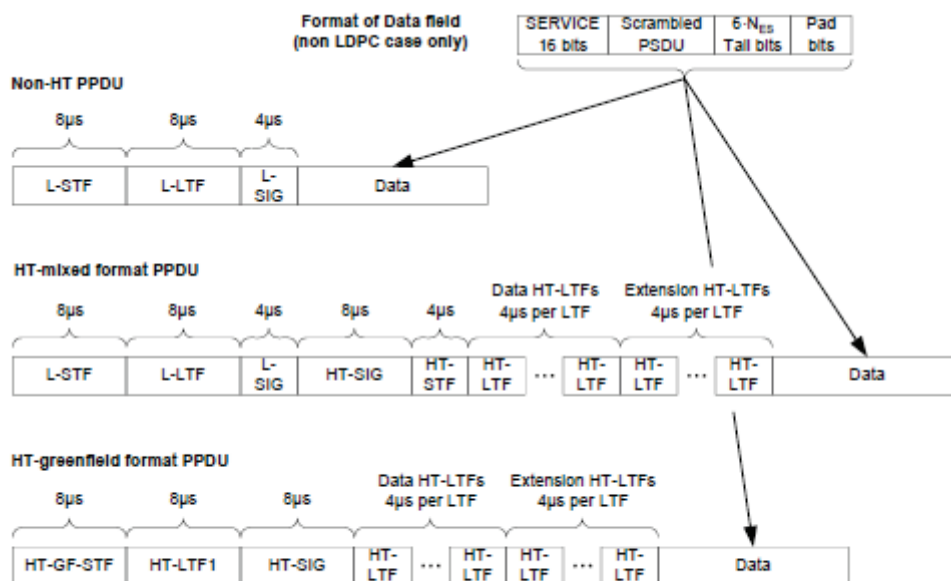 Format of Data field
(non LDPC case only)
SERVICE
16 bits
Scrambled
PSDU
6·N_ES
Tail bits
Pad
bits
Non-HT PPDU
8µs
8µs
4µs
L-STF
L-LTF
L-
SIG
Data
HT-mixed format PPDU
Data HT-LTFs
4µs per LTF
Extension HT-LTFs
4µs per LTF
8µs
8µs
4µs
8µs
4µs
L-STF
L-LTF
L-
SIG
HT-SIG
HT-
STF
HT-
LTF
...
HT-
LTF
HT-
LTF
...
HT-
LTF
Data
HT-greenfield format PPDU
Data HT-LTFs
4µs per LTF
Extension HT-LTFs
4µs per LTF
8µs
8µs
8µs
HT-GF-STF
HT-LTF1
HT-SIG
HT-
LTF
...
HT-
LTF
HT-
LTF
...
HT-
LTF
Data